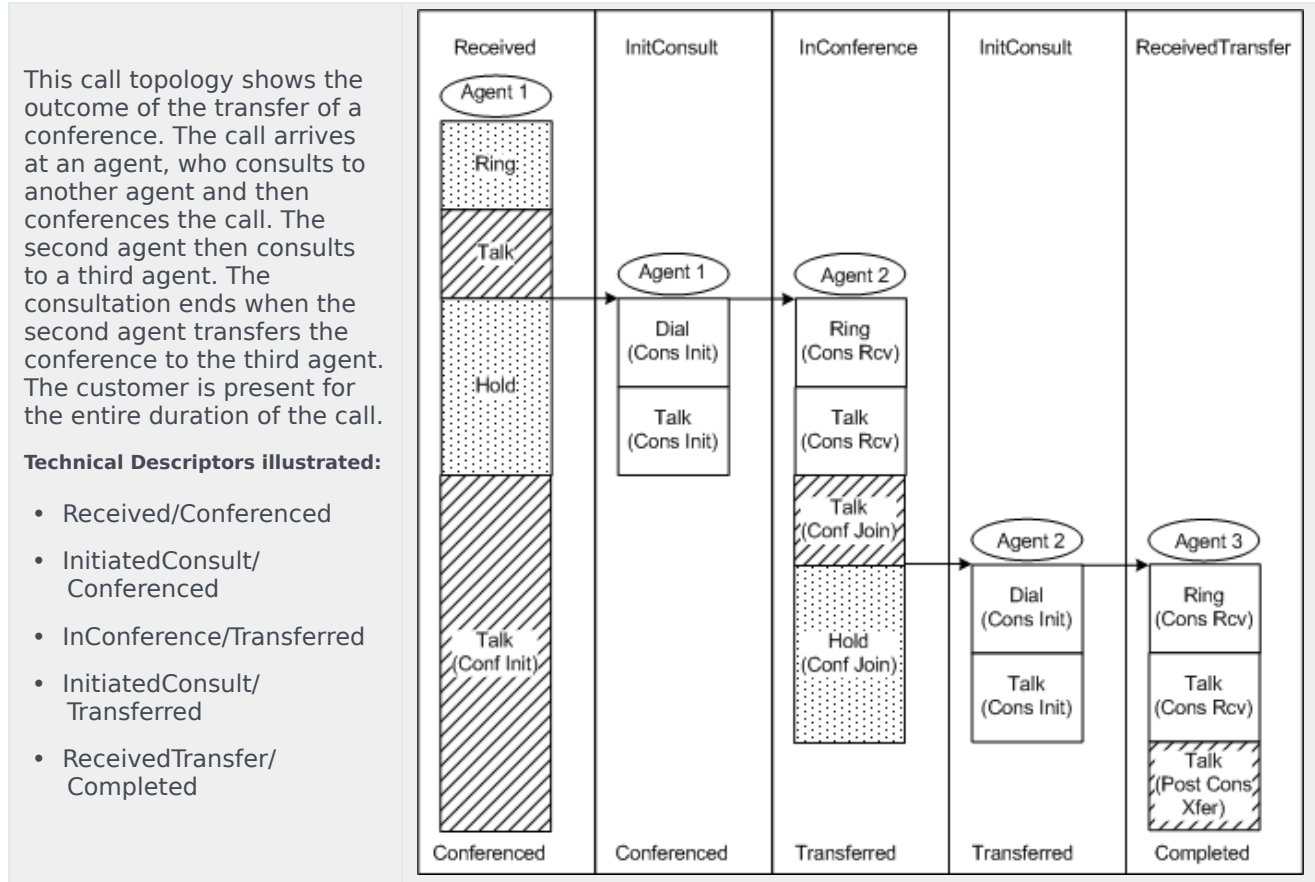 This call topology shows the
outcome of the transfer of a
conference. The call arrives
at an agent, who consults to
another agent and then
conferences the call. The
second agent then consults
to a third agent. The
consultation ends when the
second agent transfers the
conference to the third agent.
The customer is present for
the entire duration of the call.
Technical Descriptors illustrated:
• Received/Conferenced
• InitiatedConsult/
Conferenced
• InConference/Transferred
• InitiatedConsult/
Transferred
• ReceivedTransfer/
Completed
Received
Agent 1
Ring
Talk
Hold
Talk
(Conf Init)
Conferenced
InitConsult
Agent 1
Dial
(Cons Init)
Talk
(Cons Init)
Conferenced
InConference
Agent 2
Ring
(Cons Rcv)
Talk
(Cons Rcv)
Talk
(Conf Join)
Hold
(Conf Join)
Transferred
InitConsult
Agent 2
Dial
(Cons Init)
Talk
(Cons Init)
Transferred
ReceivedTransfer
Agent 3
Ring
(Cons Rcv)
Talk
(Cons Rcv)
Talk
(Post Cons
Xfer)
Completed